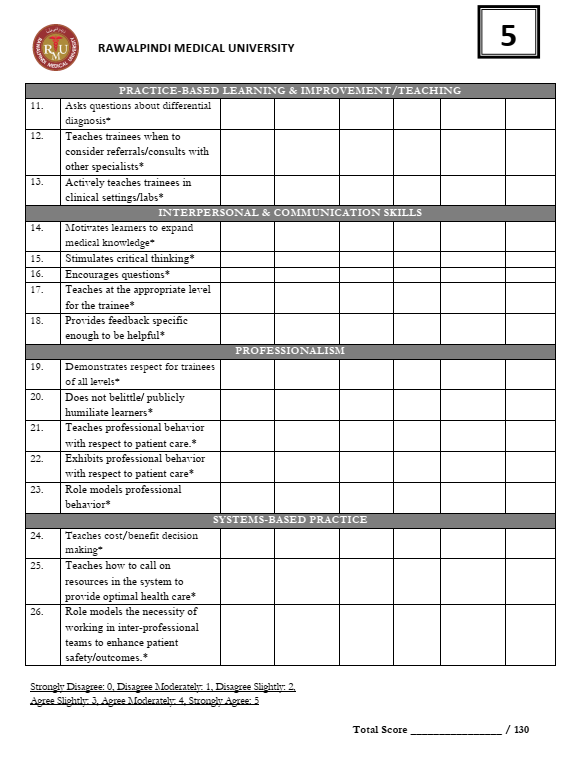 5
RAWALPINDI MEDICAL UNIVERSITY
RMU
RAWALPINDI MEDICAL UNIVERSITY
PRACTICE-BASED LEARNING & IMPROVEMENT/TEACHING
11. Asks questions about differential
diagnosis*
12. Teaches trainees when to
consider referrals/consults with
other specialists*
13. Actively teaches trainees in
clinical settings/labs*
INTERPERSONAL & COMMUNICATION SKILLS
14. Motivates learners to expand
medical knowledge*
15. Stimulates critical thinking*
16. Encourages questions*
17. Teaches at the appropriate level
for the trainee*
18. Provides feedback specific
enough to be helpful*
PROFESSIONALISM
19. Demonstrates respect for trainees
of all levels*
20. Does not belittle/ publicly
humiliate learners*
21. Teaches professional behavior
with respect to patient care.*
22. Exhibits professional behavior
with respect to patient care*
23. Role models professional
behavior*
SYSTEMS-BASED PRACTICE
24. Teaches cost/benefit decision
making*
25. Teaches how to call on
resources in the system to
provide optimal health care*
26. Role models the necessity of
working in inter-professional
teams to enhance patient
safety/outcomes.*
Strongly Disagree: 0, Disagree Moderately: 1, Disagree Slightly: 2,
Agree Slightly: 3, Agree Moderately: 4, Strongly Agree: 5
Total Score ________________ / 130